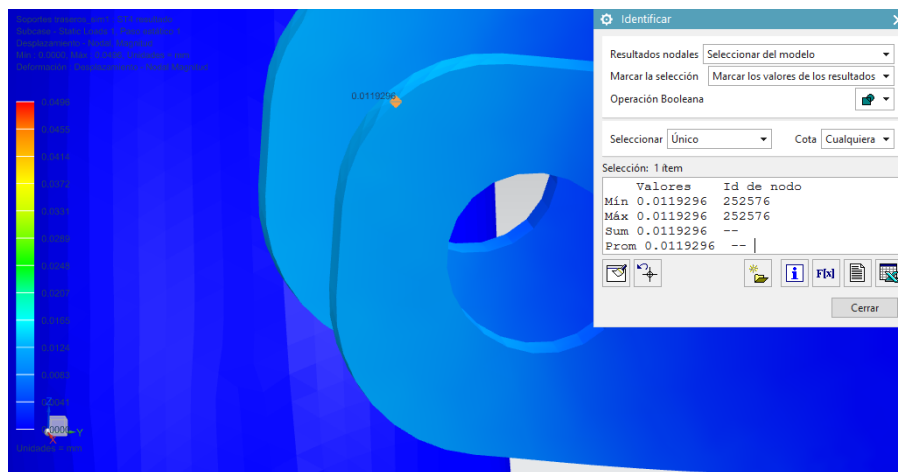 Soportes traseros_sim1 : ST4 resultado
Subcase - Static Loads 1, Paso estático 1
Desplazamiento - Nodal, Magnitud
Mín : 0.0000, Máx : 0.0496, Unidades = mm
Deformación : Desplazamiento - Nodal Magnitud
0.0496
0.0455
0.0414
0.0372
0.0331
0.0289
0.0248
0.0207
0.0165
0.0124
0.0083
0.0041
Z
Y
X
Unidades = mm
0.0119296
Identificar
Resultados nodales Seleccionar del modelo
Marcar la selección Marcar los valores de los resultados
Operación Booleana
Seleccionar Único Cota Cualquiera
Selección: 1 ítem
Valores Id de nodo
Mín 0.0119296 252576
Máx 0.0119296 252576
Sum 0.0119296 --
Prom 0.0119296 --
F[x]
Cerrar